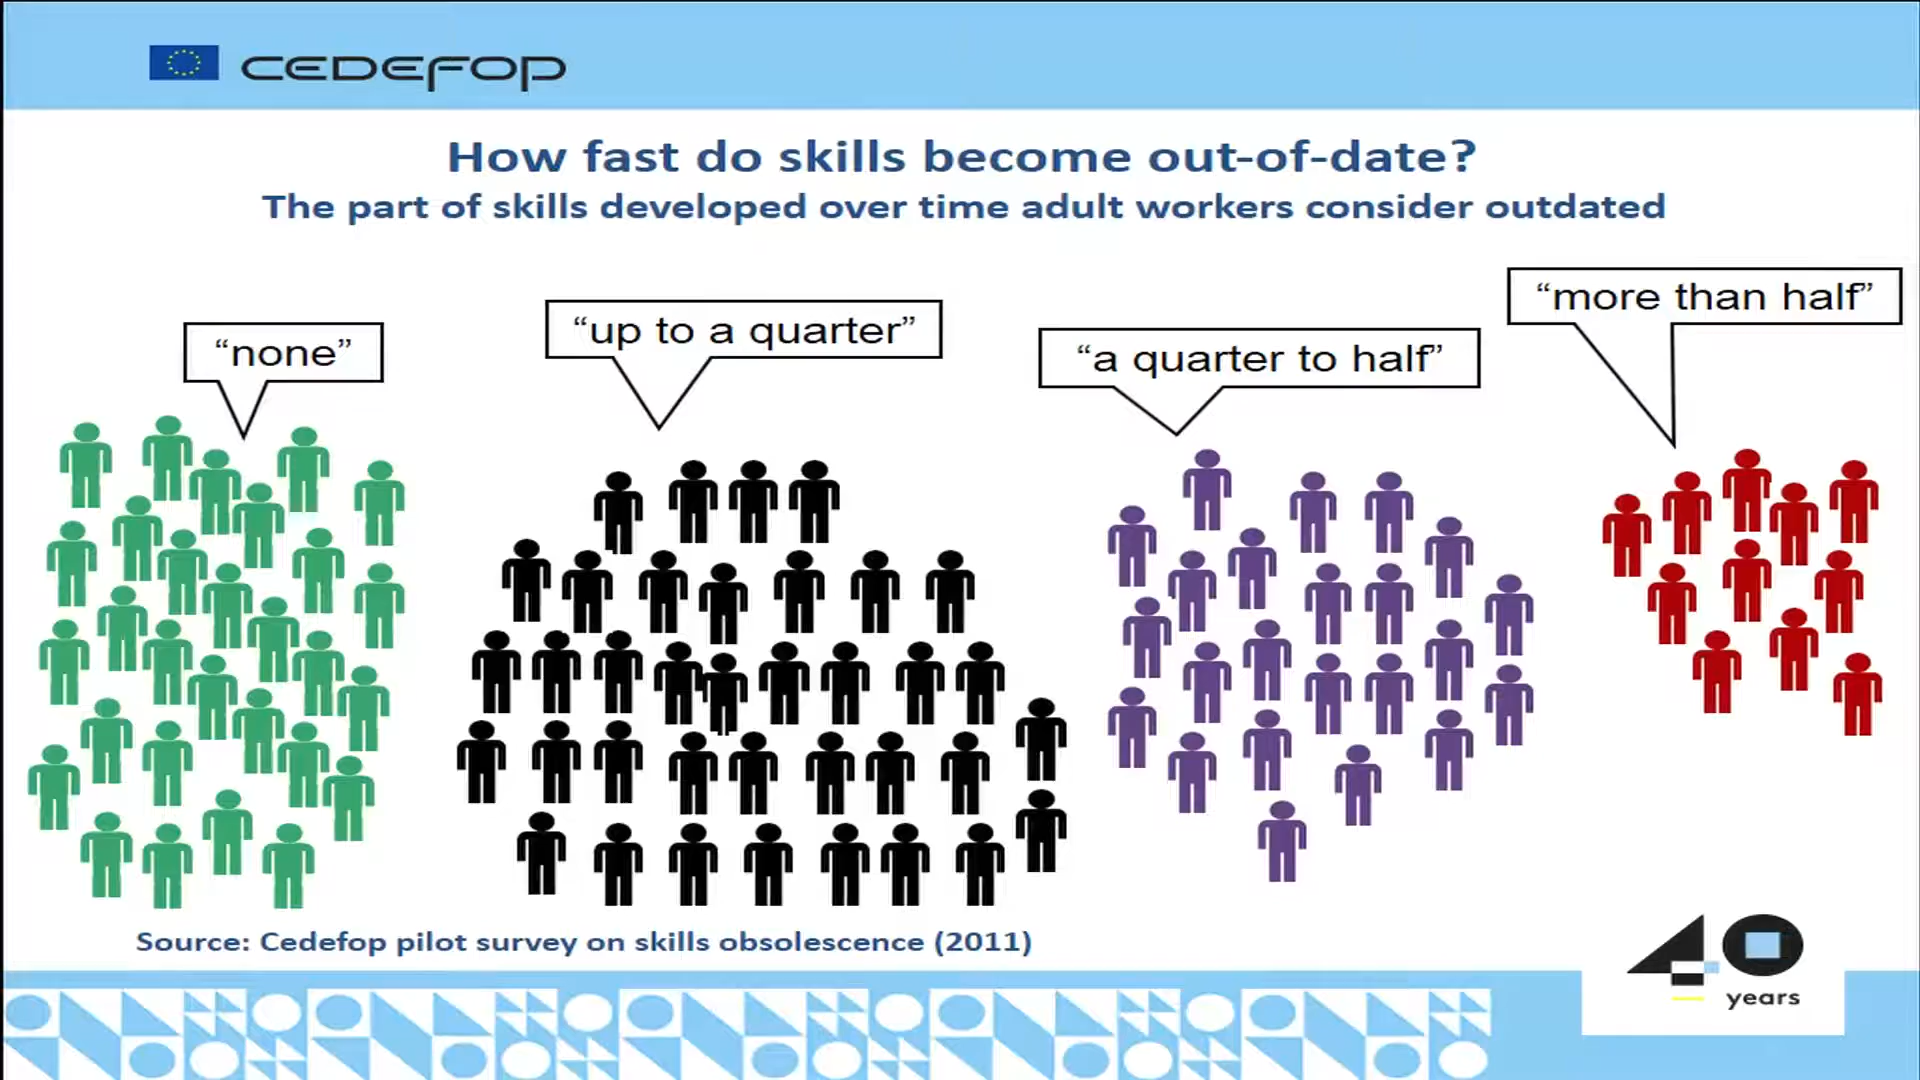 CEDEFOP
How fast do skills become out-of-date?
The part of skills developed over time adult workers consider outdated
“none”
“up to a quarter”
“a quarter to half”
“more than half”
Source: Cedefop pilot survey on skills obsolescence (2011)
40
years